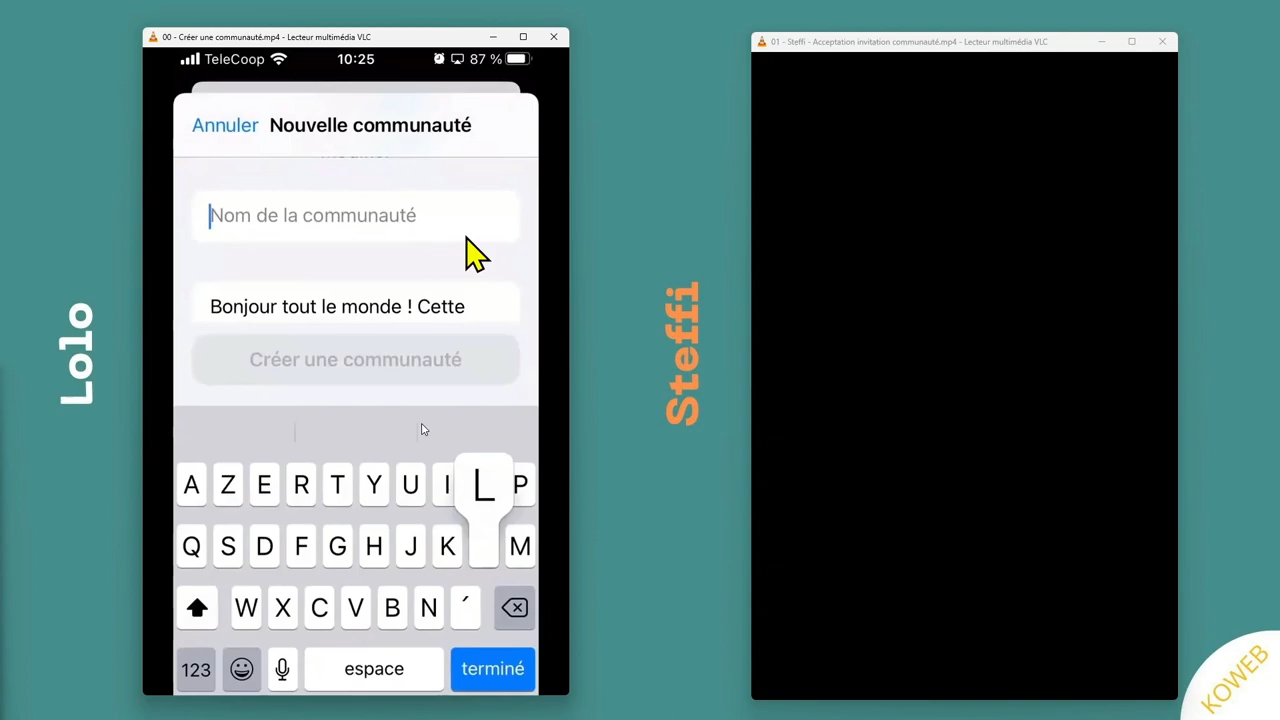 00 - Créer une communauté.mp4 - Lecteur multimédia VLC
TeleCoop 10:25 87 %
Annuler Nouvelle communauté
Nom de la communauté
Bonjour tout le monde ! Cette
Créer une communauté
A Z E R T Y U I L P
Q S D F G H J K M
W X C V B N ´
123 espace terminé
Lolo
Steffi
01 - Steffi - Acceptation invitation communauté.mp4 - Lecteur multimédia VLC
KOWEB